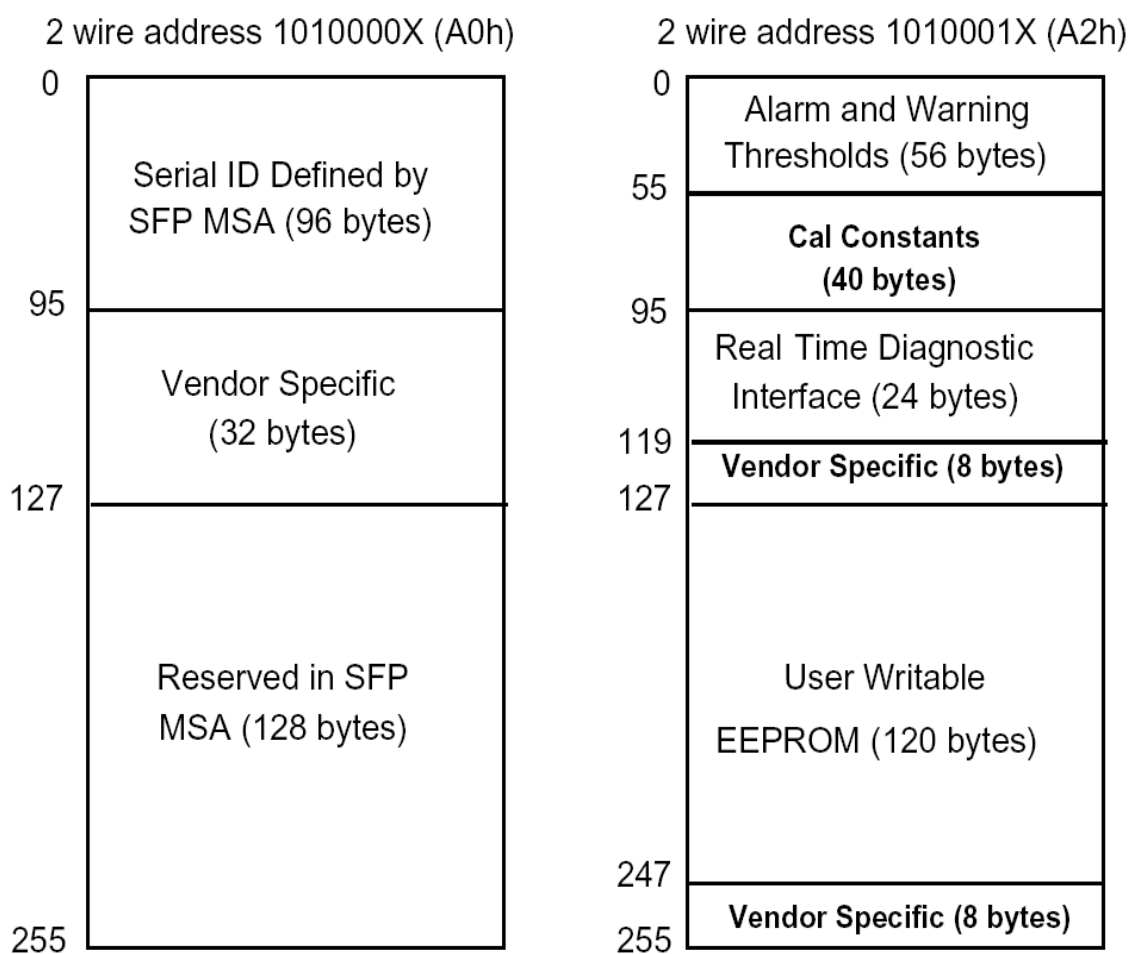 2 wire address 1010000X (A0h)
0
Serial ID Defined by
SFP MSA (96 bytes)
95
Vendor Specific
(32 bytes)
127
Reserved in SFP
MSA (128 bytes)
255
2 wire address 1010001X (A2h)
0
Alarm and Warning
Thresholds (56 bytes)
55
Cal Constants
(40 bytes)
95
Real Time Diagnostic
Interface (24 bytes)
119
Vendor Specific (8 bytes)
127
User Writable
EEPROM (120 bytes)
247
Vendor Specific (8 bytes)
255